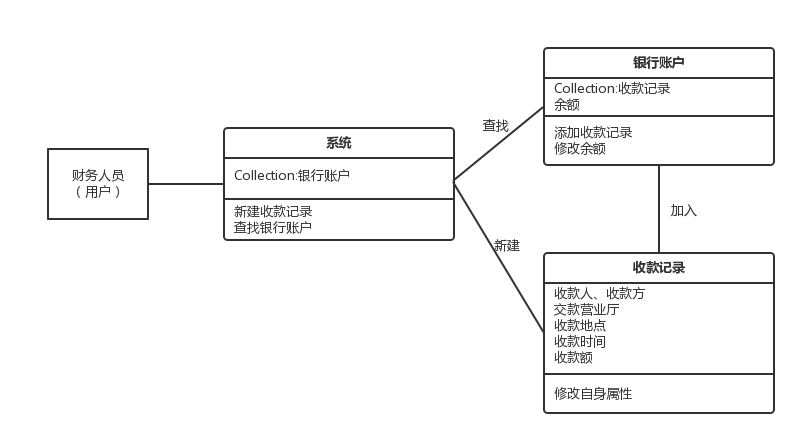 财务人员
（用户）
系统
Collection:银行账户
新建收款记录
查找银行账户
查找
新建
银行账户
Collection:收款记录
余额
添加收款记录
修改余额
加入
收款记录
收款人、收款方
交款营业厅
收款地点
收款时间
收款额
修改自身属性